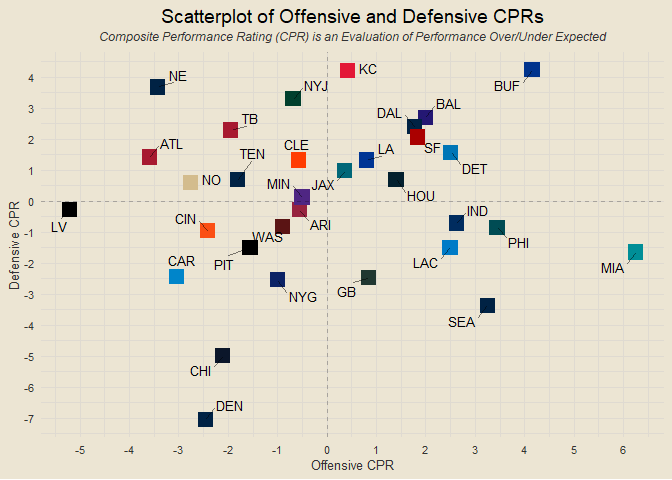 Scatterplot of Offensive and Defensive CPRs
Composite Performance Rating (CPR) is an Evaluation of Performance Over/Under Expected
KC
BUF
NE
NYJ
4
3
DAL
BAL
TB
2
SF
ATL
CLE
LA
TEN
DET
1
JAX
NO
MIN
HOU
0
IND
LV
CIN
ARI
-1
WAS
PHI
PIT
LAC
MIA
-2
CAR
GB
NYG
-3
SEA
-4
-5
CHI
-6
DEN
-7
Defensive CPR
-5 -4 -3 -2 -1 0 1 2 3 4 5 6
Offensive CPR